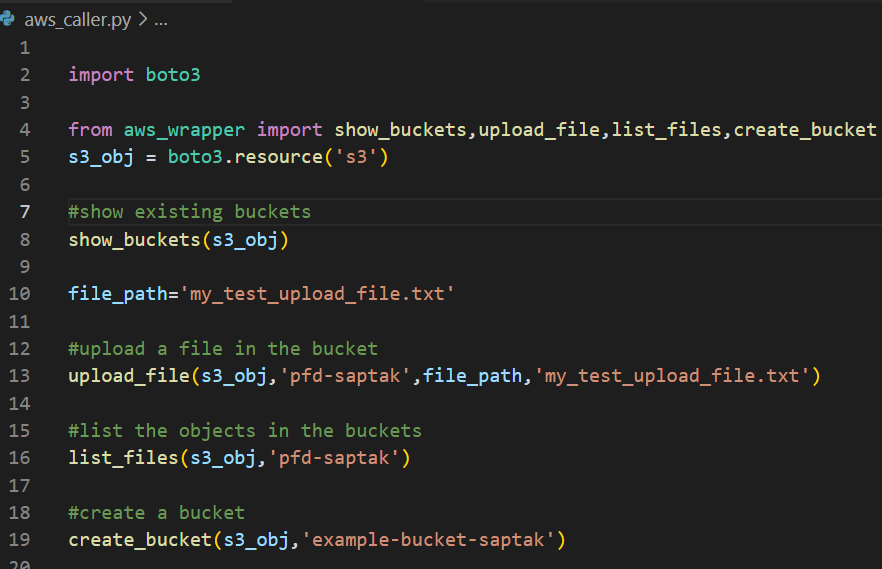 aws_caller.py > ...
1
2 import boto3
3
4 from aws_wrapper import show_buckets,upload_file,list_files,create_bucket
5 s3_obj = boto3.resource('s3')
6
7 #show existing buckets
8 show_buckets(s3_obj)
9
10 file_path='my_test_upload_file.txt'
11
12 #upload a file in the bucket
13 upload_file(s3_obj,'pfd-saptak',file_path,'my_test_upload_file.txt')
14
15 #list the objects in the buckets
16 list_files(s3_obj,'pfd-saptak')
17
18 #create a bucket
19 create_bucket(s3_obj,'example-bucket-saptak')
20